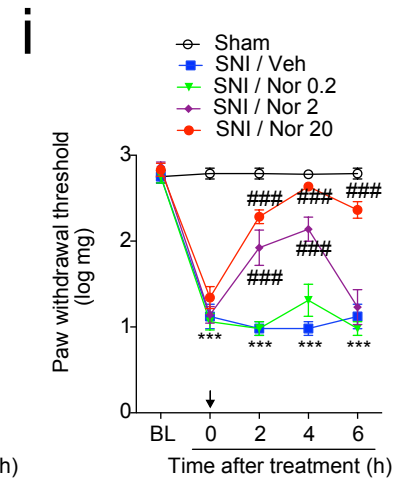 i
Sham
SNI / Veh
SNI / Nor 0.2
SNI / Nor 2
SNI / Nor 20
Paw withdrawal threshold
(log mg)
3
2
1
0
###
###
###
###
###
***
***
***
***
BL
0
2
4
6
h)
Time after treatment (h)